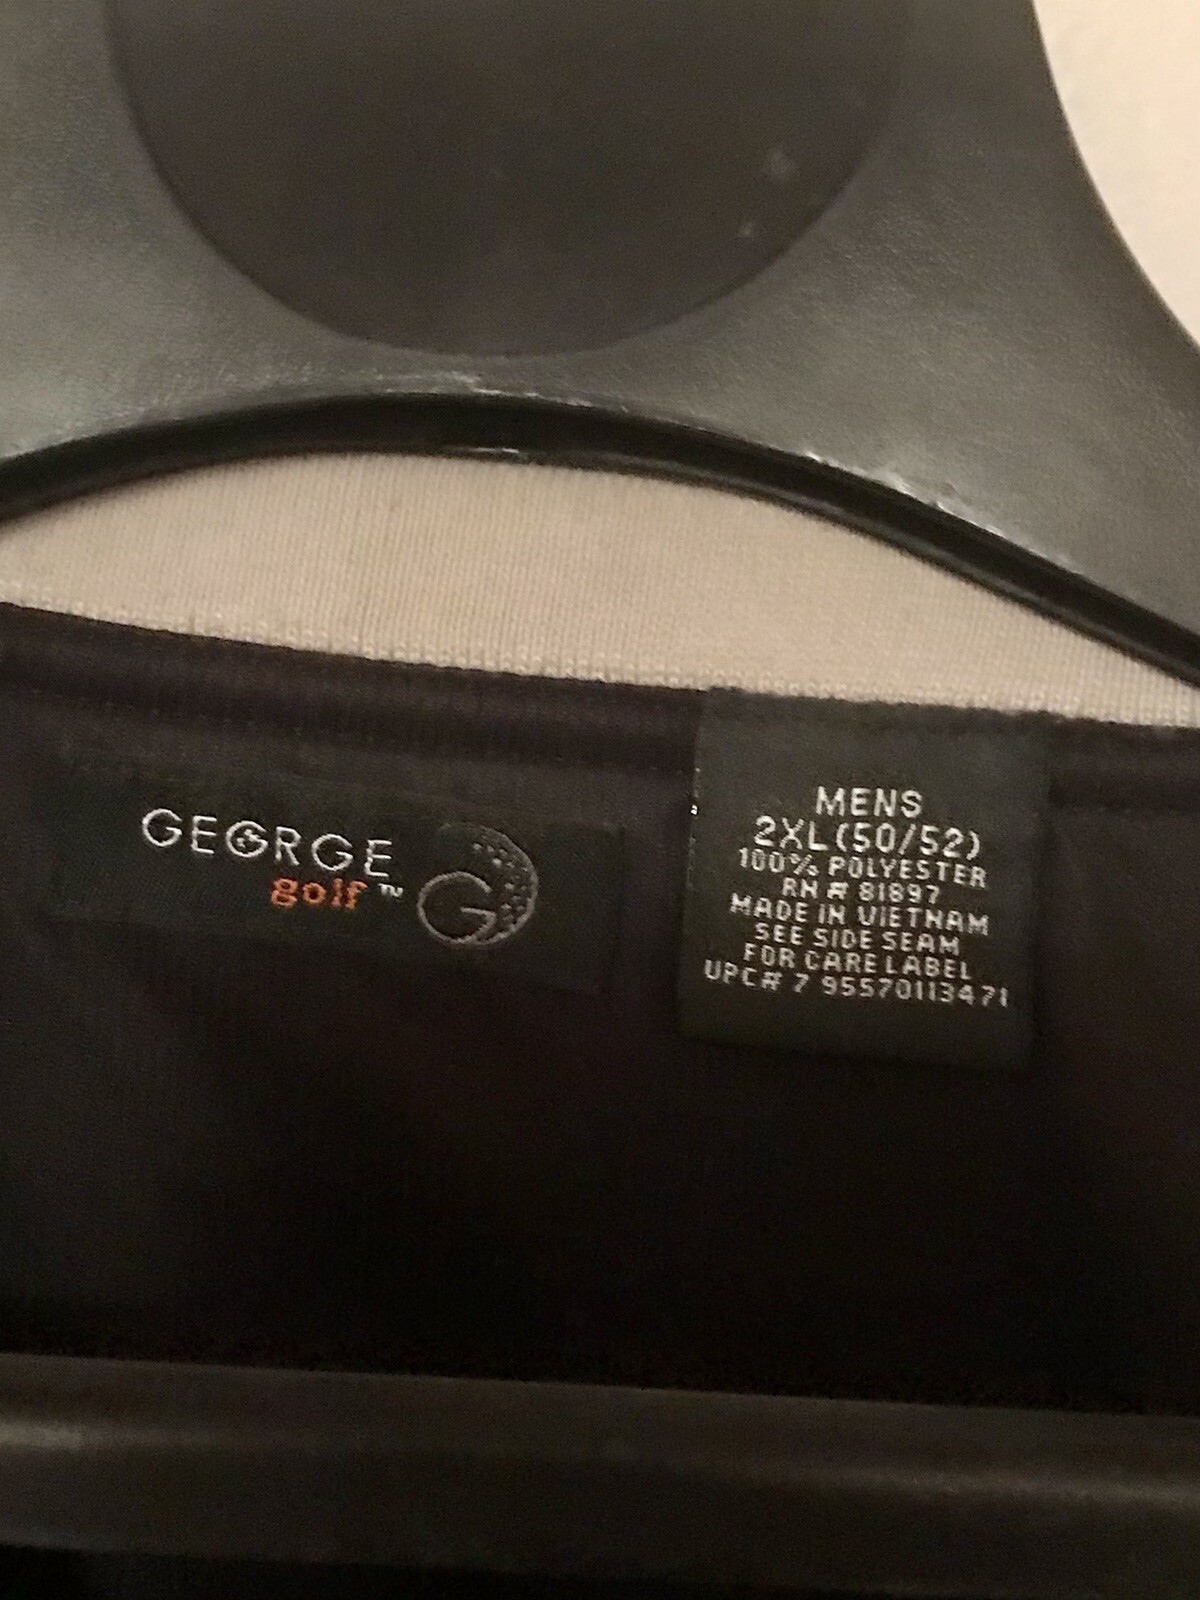 GEORGE
golf™
G
MENS
2XL(50/52)
100% POLYESTER
RN # 81897
MADE IN VIETNAM
SEE SIDE SEAM
FOR CARE LABEL
UPC# 7 95570113471